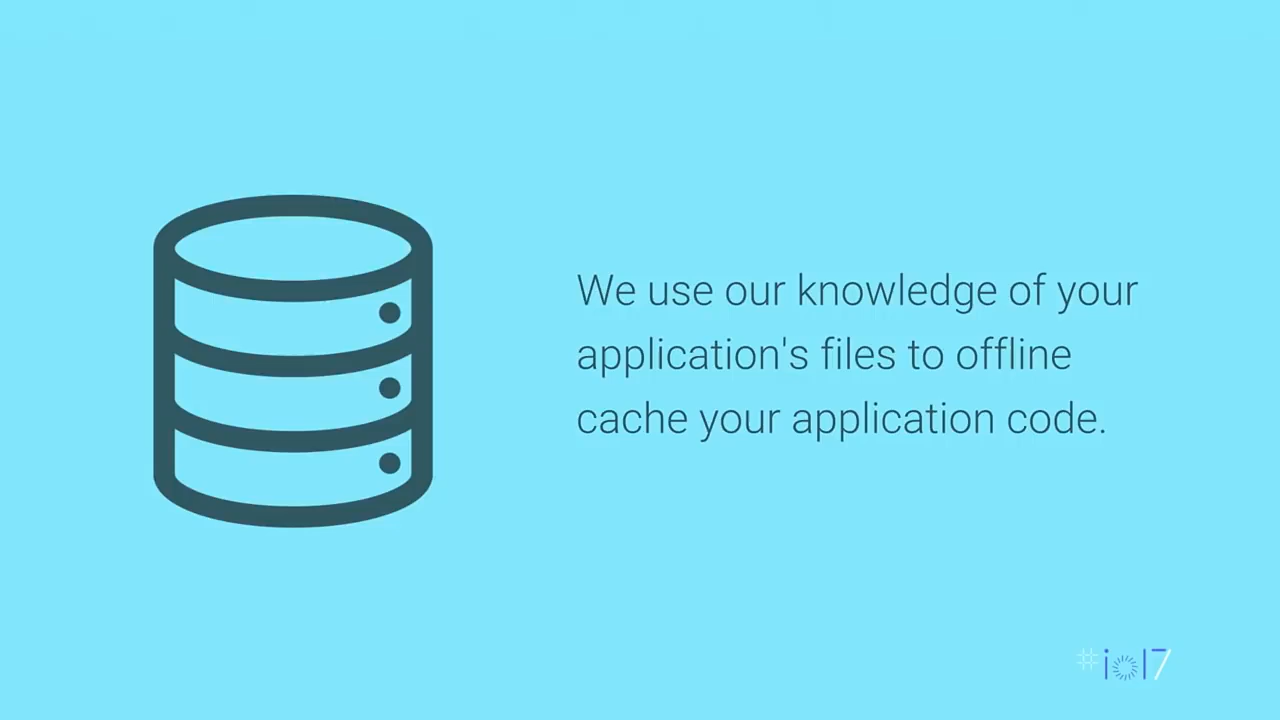 We use our knowledge of your
application's files to offline
cache your application code.
#io17